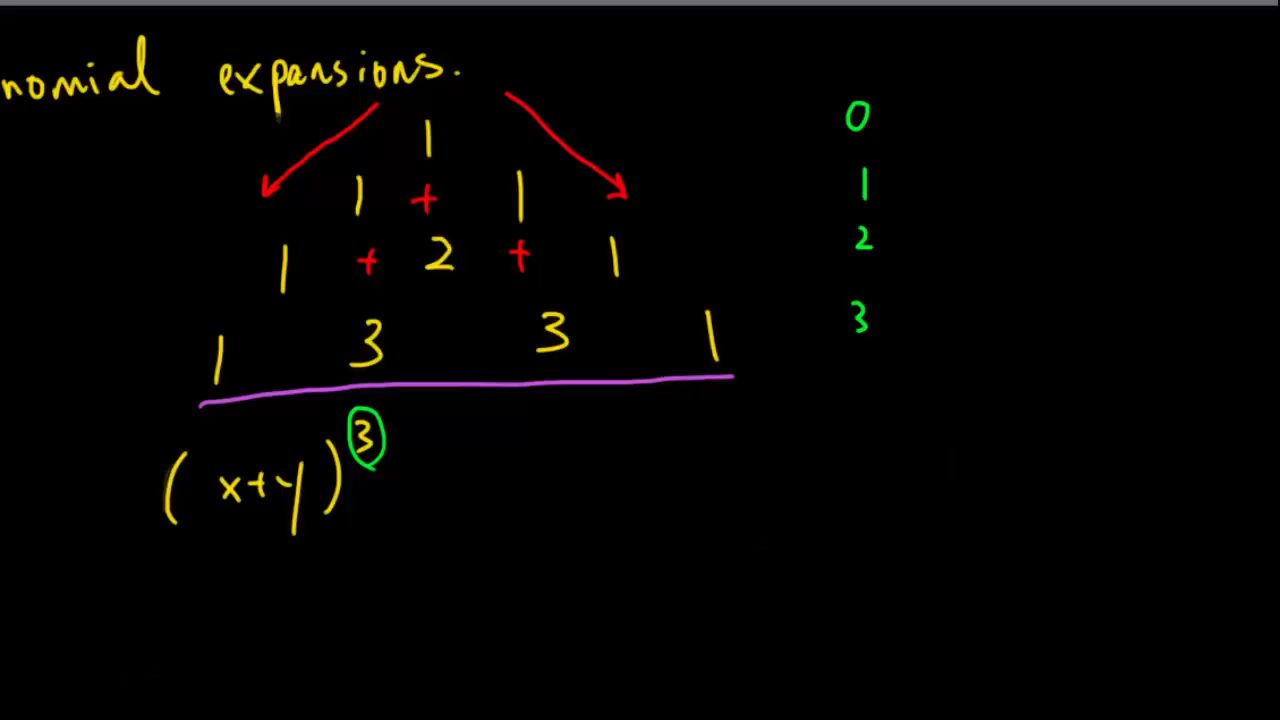 nomial expansions.
1 0
1 + 1 1
1 + 2 + 1 2
1 3 3 1 3
(x+y)³